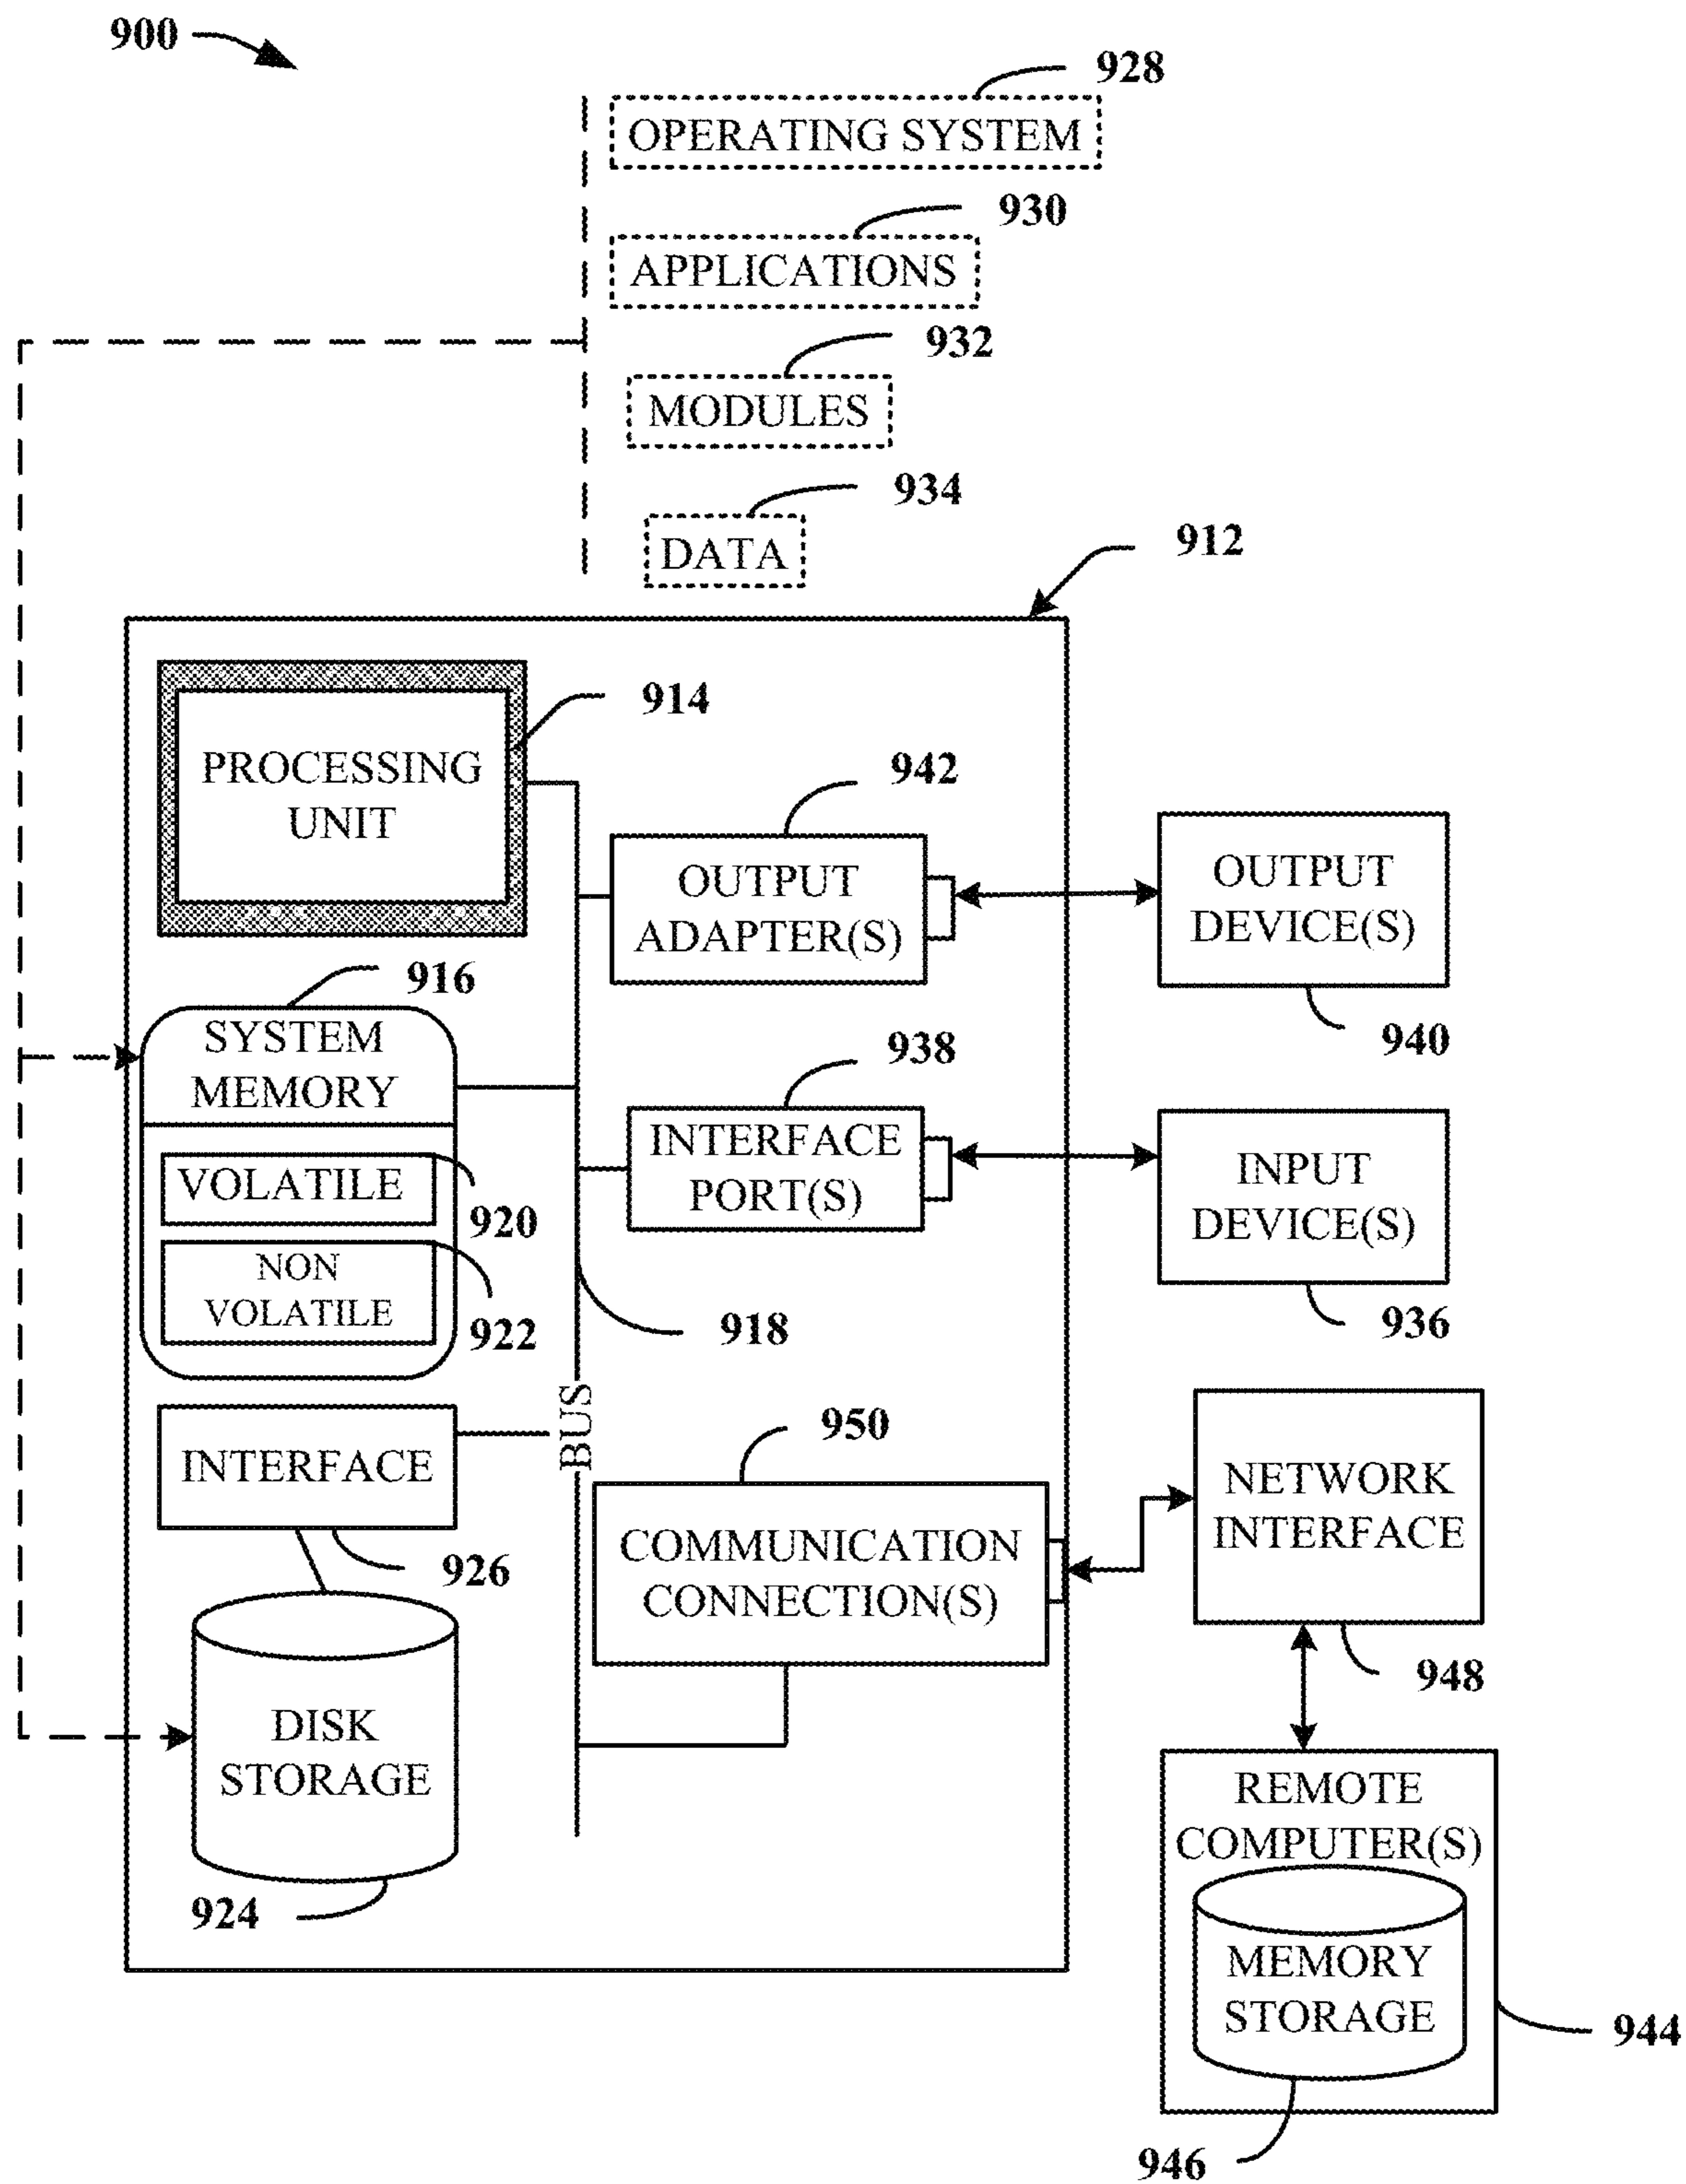 900
928
OPERATING SYSTEM
930
APPLICATIONS
932
MODULES
934
DATA
912
914
PROCESSING
UNIT
942
OUTPUT
ADAPTER(S)
OUTPUT
DEVICE(S)
940
916
SYSTEM
MEMORY
VOLATILE
920
NON
VOLATILE
922
938
INTERFACE
PORT(S)
INPUT
DEVICE(S)
936
918
BUS
INTERFACE
926
950
COMMUNICATION
CONNECTION(S)
NETWORK
INTERFACE
948
DISK
STORAGE
924
REMOTE
COMPUTER(S)
MEMORY
STORAGE
944
946